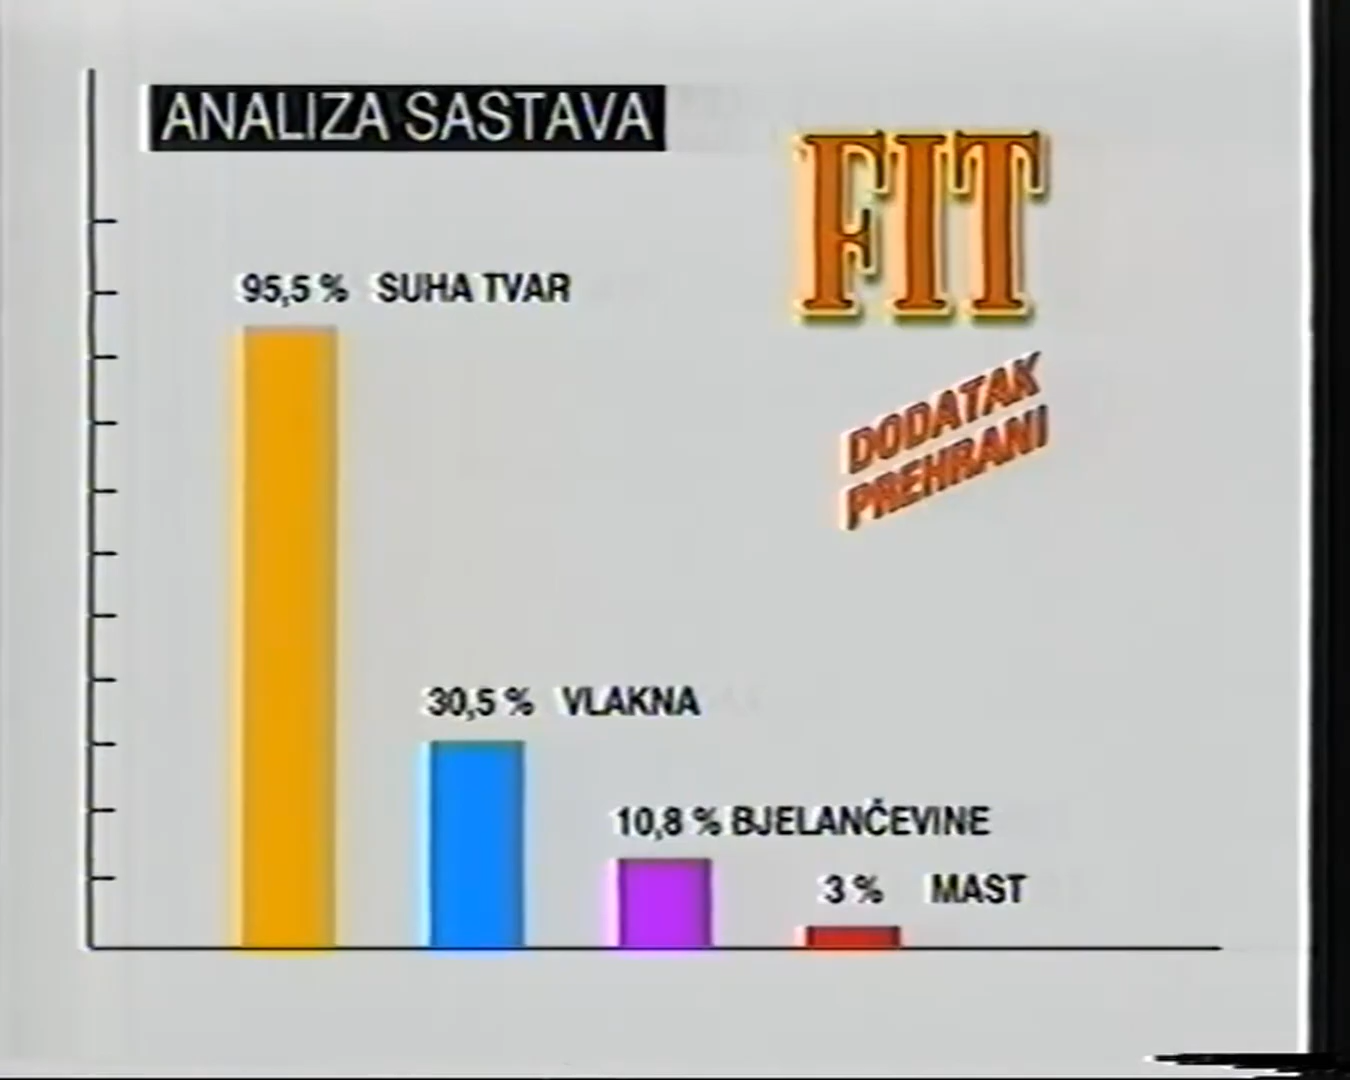 ANALIZA SASTAVA
FIT
95,5 % SUHA TVAR
DODATAK
PREHRANI
30,5 % VLAKNA
10,8 % BJELANČEVINE
3 % MAST